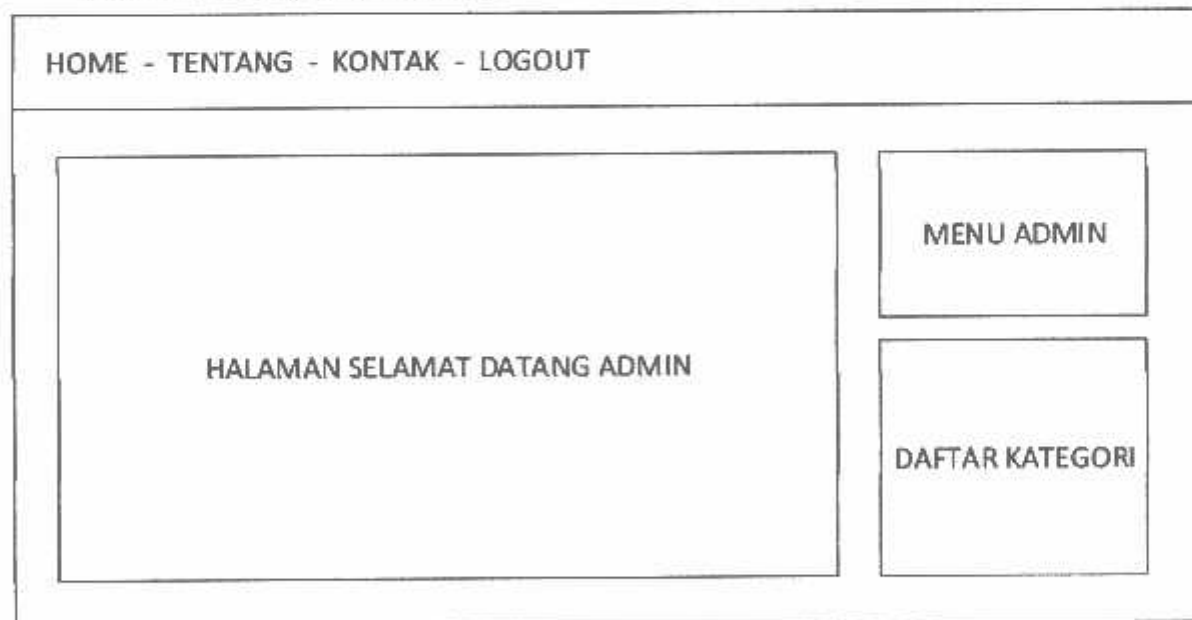 HOME - TENTANG - KONTAK - LOGOUT
HALAMAN SELAMAT DATANG ADMIN
MENU ADMIN
DAFTAR KATEGORI